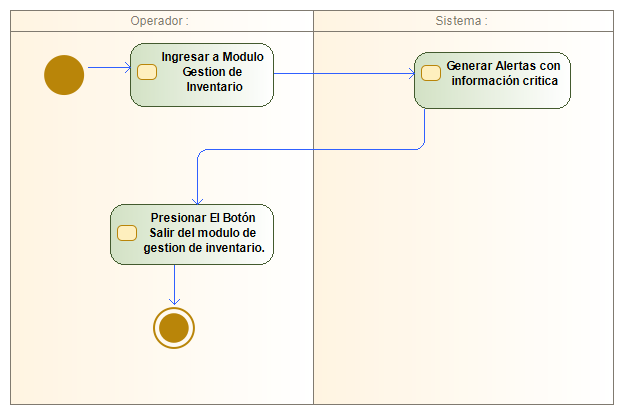 Operador :
Sistema :
Ingresar a Modulo
Gestion de
Inventario
Generar Alertas con
información critica
Presionar El Botón
Salir del modulo de
gestion de inventario.